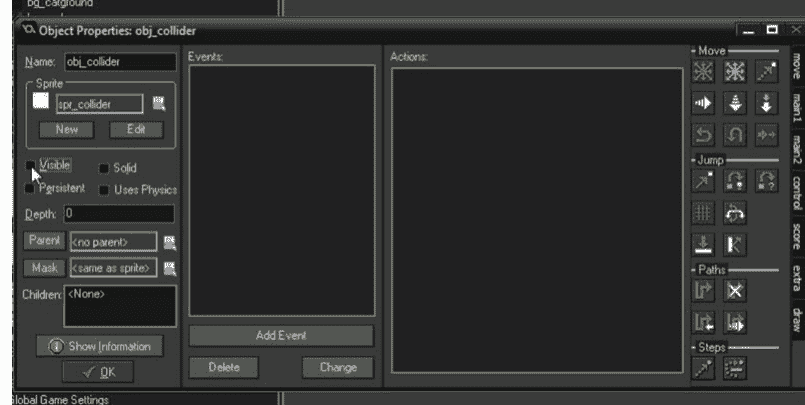 bg_catground
Object Properties: obj_collider
Name: obj_collider
Sprite
spr_collider
New Edit
Visible Solid
Persistent Uses Physics
Depth: 0
Parent <no parent>
Mask <same as sprite>
Children: <None>
Show Information
OK
Events:
Add Event
Delete Change
Actions:
Move
Jump
Paths
Steps
move
main1
main2
control
score
extra
draw
Global Game Settings